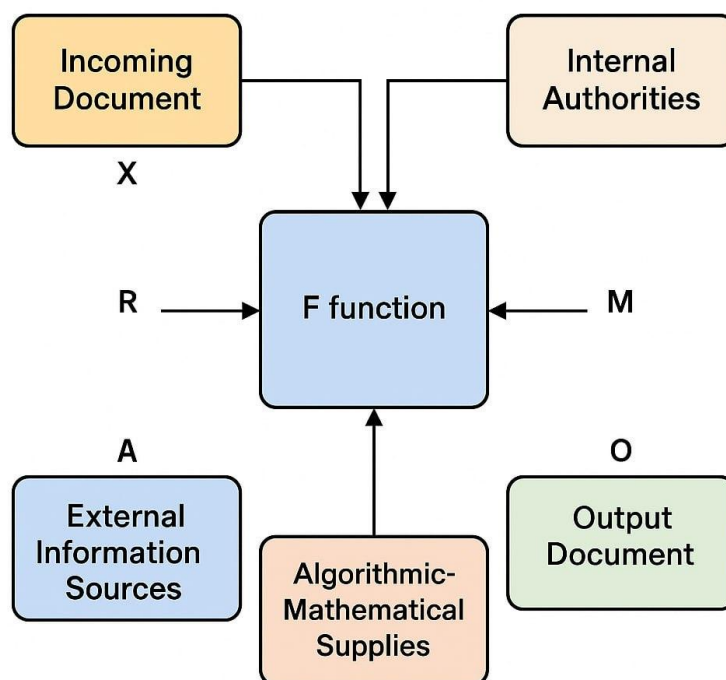 Incoming
Document
Internal
Authorities
X
R
F function
M
A
O
External
Information
Sources
Algorithmic-
Mathematical
Supplies
Output
Document